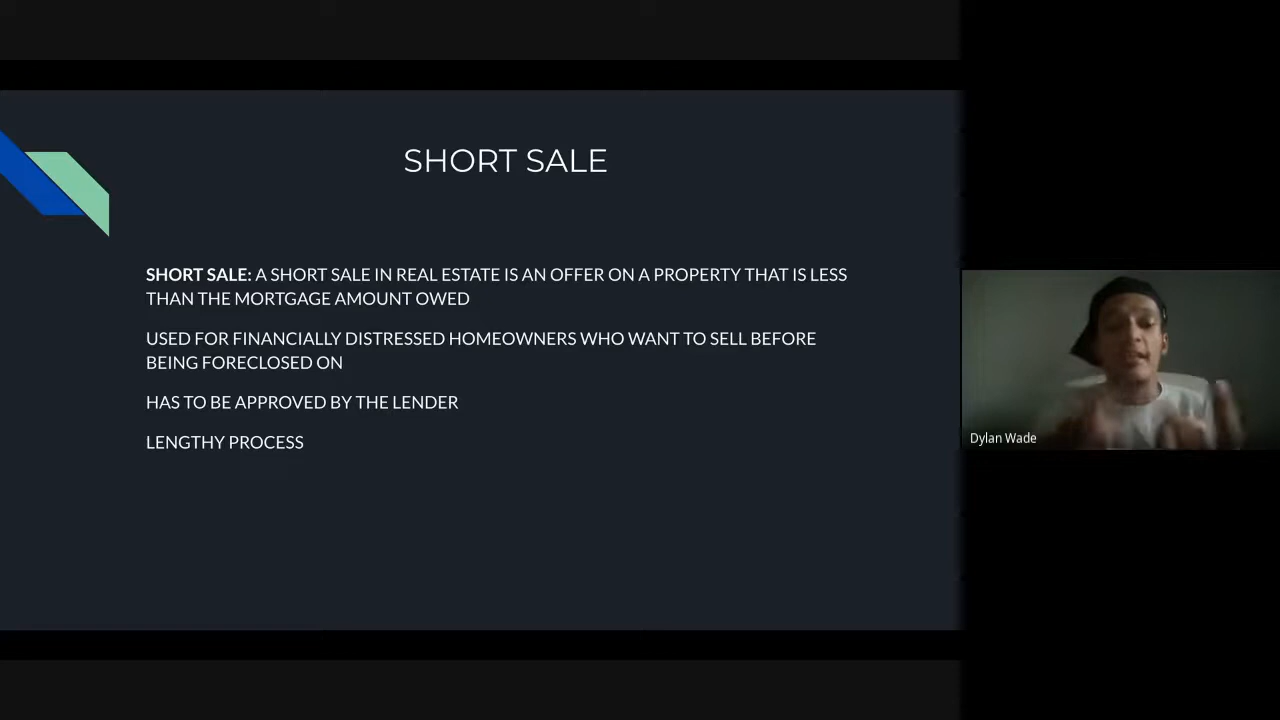 SHORT SALE
SHORT SALE: A SHORT SALE IN REAL ESTATE IS AN OFFER ON A PROPERTY THAT IS LESS
THAN THE MORTGAGE AMOUNT OWED
USED FOR FINANCIALLY DISTRESSED HOMEOWNERS WHO WANT TO SELL BEFORE
BEING FORECLOSED ON
HAS TO BE APPROVED BY THE LENDER
LENGTHY PROCESS
Dylan Wade